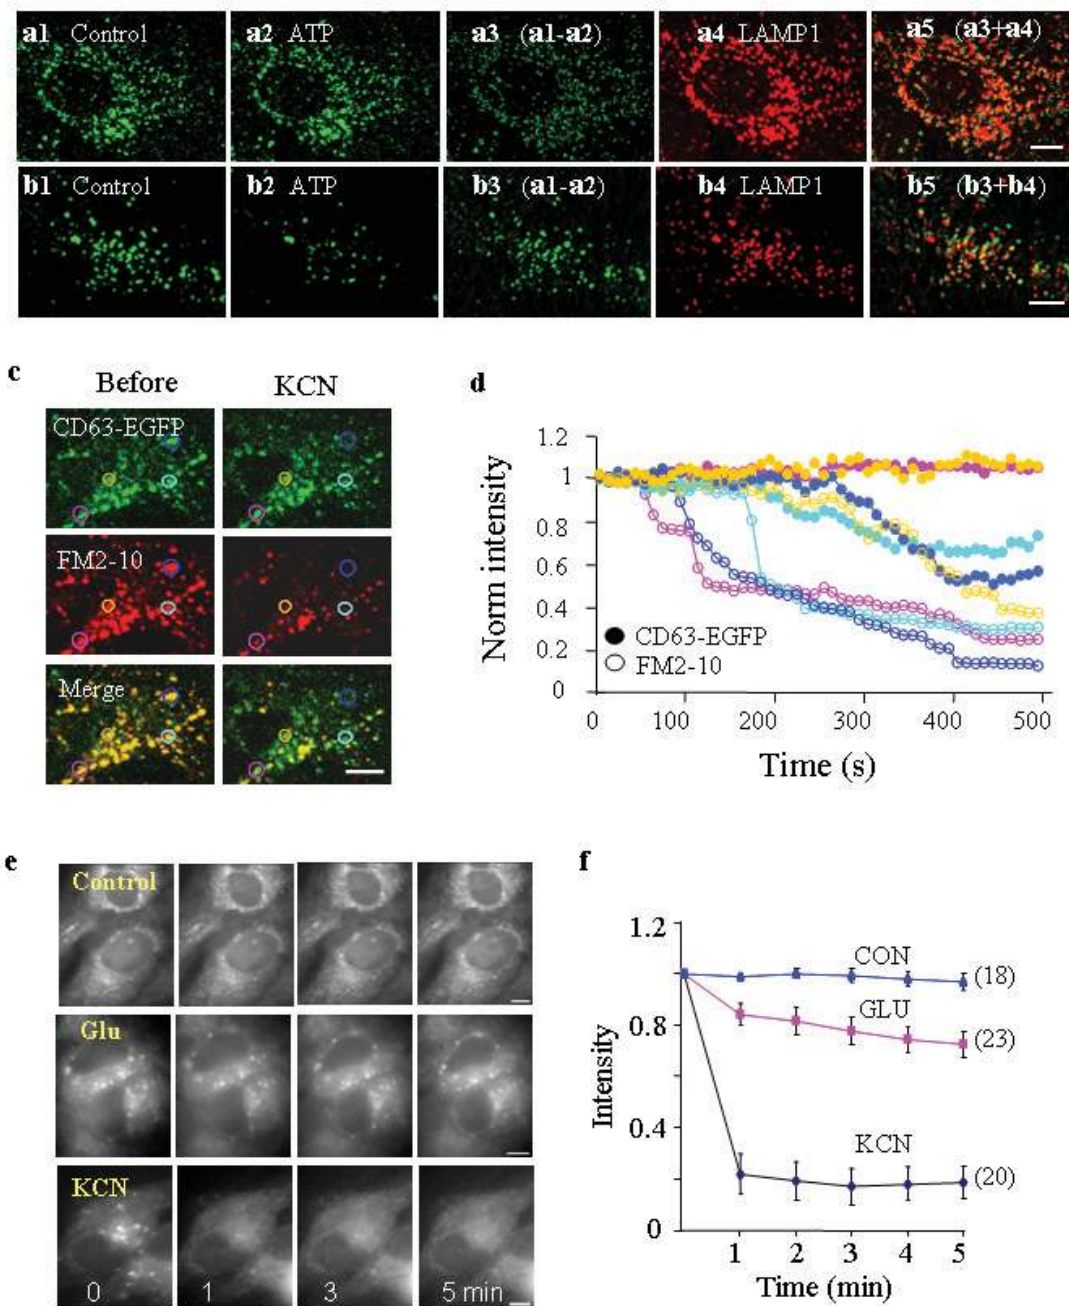 a1 Control
a2 ATP
a3 (a1-a2)
a4 LAMP1
a5 (a3+a4)
b1 Control
b2 ATP
b3 (a1-a2)
b4 LAMP1
b5 (b3+b4)
c
Before
KCN
CD63-EGFP
FM2-10
Merge
d
Norm intensity
1.2
1
0.8
0.6
0.4
0.2
0
CD63-EGFP
FM2-10
0
100
200
300
400
500
Time (s)
e
Control
Glu
KCN
0
1
3
5 min
f
Intensity
1.2
0.8
0.4
0
CON
(18)
GLU
(23)
KCN
(20)
1
2
3
4
5
Time (min)